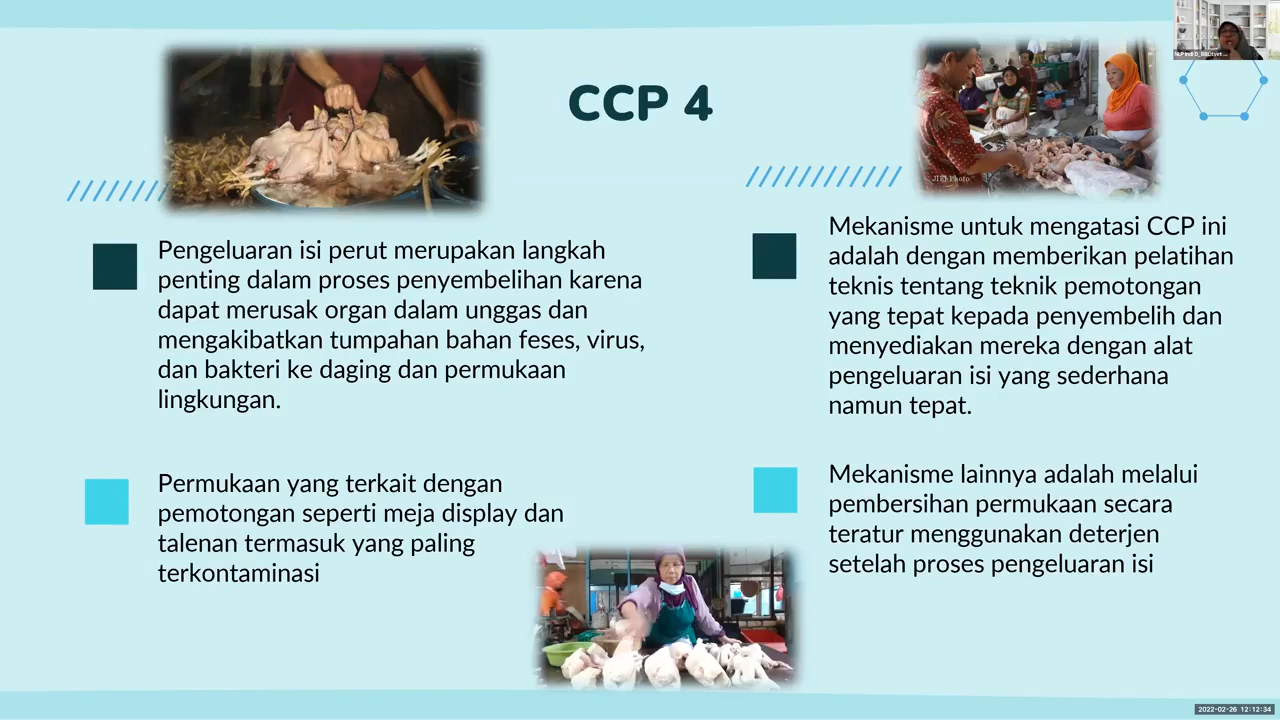 CCP 4
Pengeluaran isi perut merupakan langkah
penting dalam proses penyembelihan karena
dapat merusak organ dalam unggas dan
mengakibatkan tumpahan bahan feses, virus,
dan bakteri ke daging dan permukaan
lingkungan.
Permukaan yang terkait dengan
pemotongan seperti meja display dan
talenan termasuk yang paling
terkontaminasi
Mekanisme untuk mengatasi CCP ini
adalah dengan memberikan pelatihan
teknis tentang teknik pemotongan
yang tepat kepada penyembelih dan
menyediakan mereka dengan alat
pengeluaran isi yang sederhana
namun tepat.
Mekanisme lainnya adalah melalui
pembersihan permukaan secara
teratur menggunakan deterjen
setelah proses pengeluaran isi
2022-02-26 12:12:34